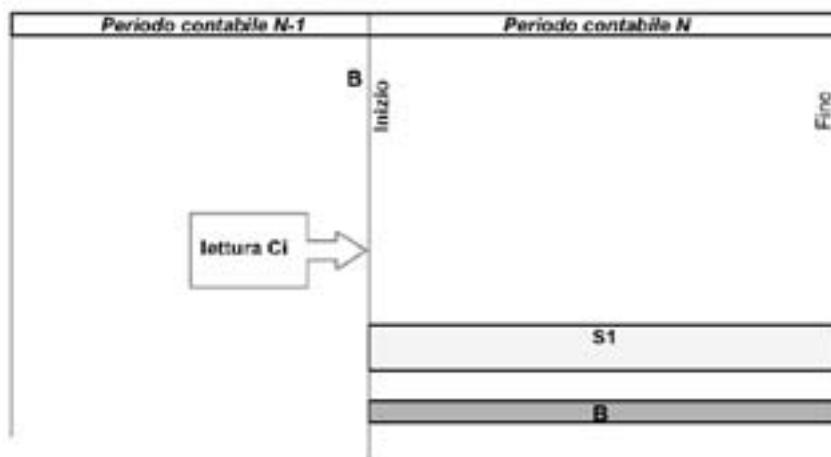 Periodo contabile N-1 Periodo contabile N
B
Inizio
Fine
lettura Ci
S1
B